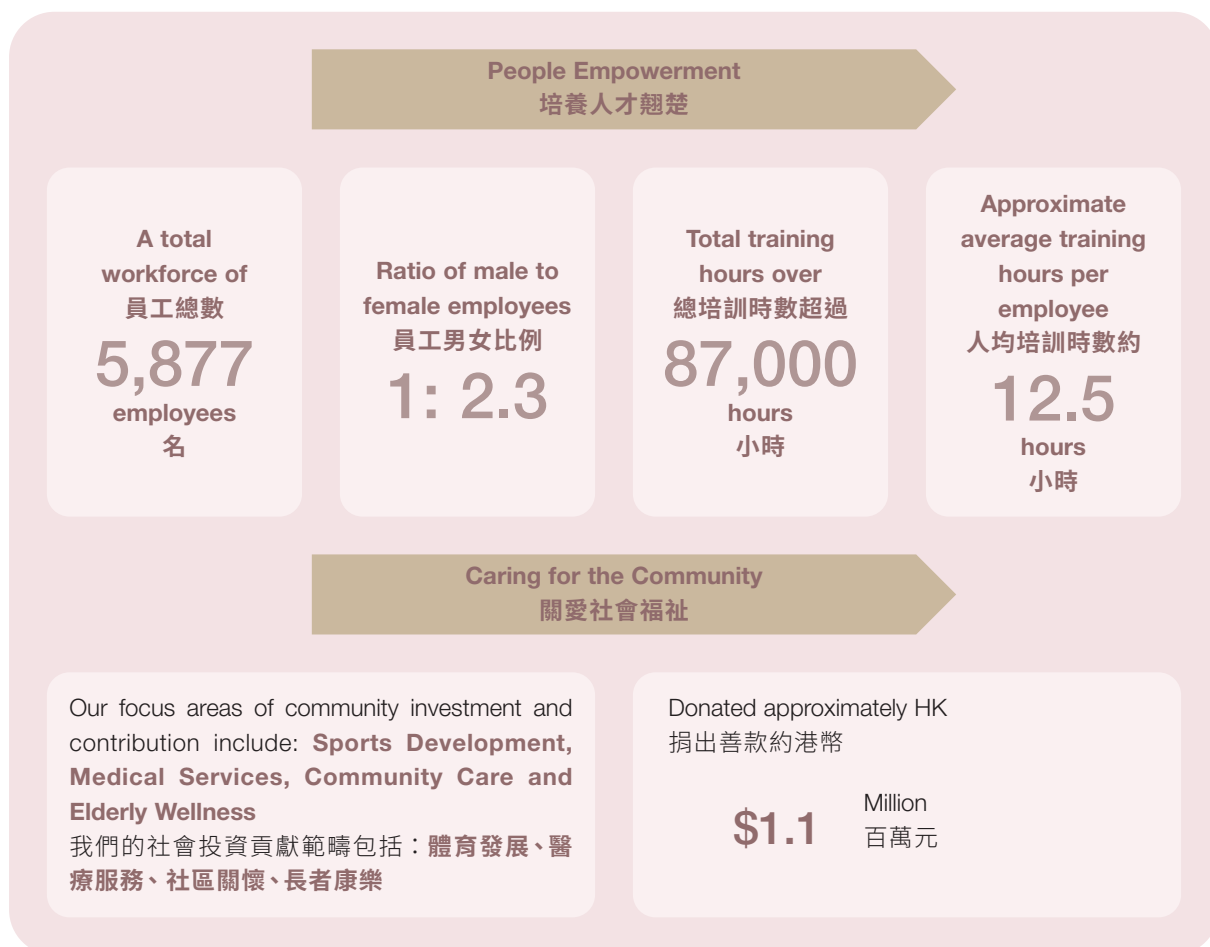 People Empowerment
培養人才翹楚
A total
workforce of
員工總數
5,877
employees
名
Ratio of male to
female employees
員工男女比例
1: 2.3
Total training
hours over
總培訓時數超過
87,000
hours
小時
Approximate
average training
hours per
employee
人均培訓時數約
12.5
hours
小時
Caring for the Community
關愛社會福祉
Our focus areas of community investment and
contribution include: Sports Development,
Medical Services, Community Care and
Elderly Wellness
我們的社會投資貢獻範疇包括：體育發展、醫
療服務、社區關懷、長者康樂
Donated approximately HK
捐出善款約港幣
$1.1 Million
百萬元